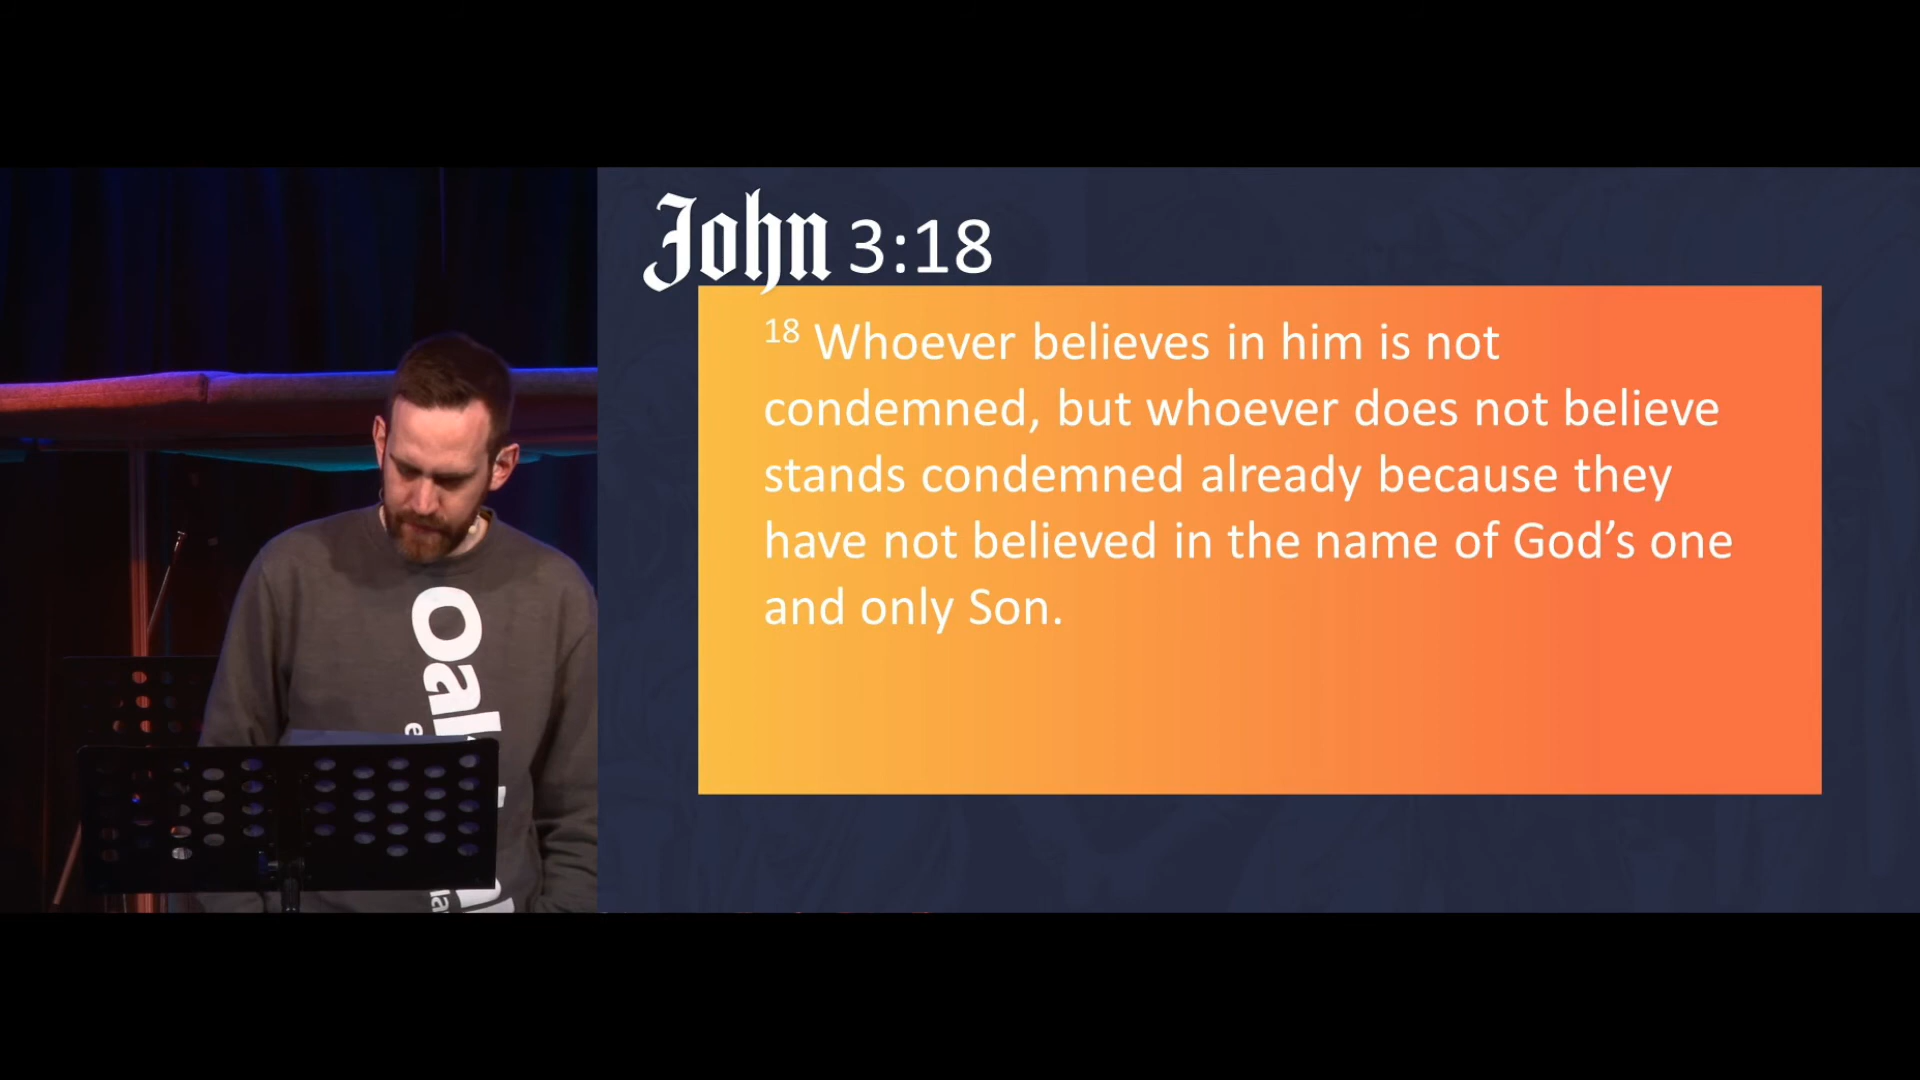 John 3:18
18 Whoever believes in him is not
condemned, but whoever does not believe
stands condemned already because they
have not believed in the name of God’s one
and only Son.